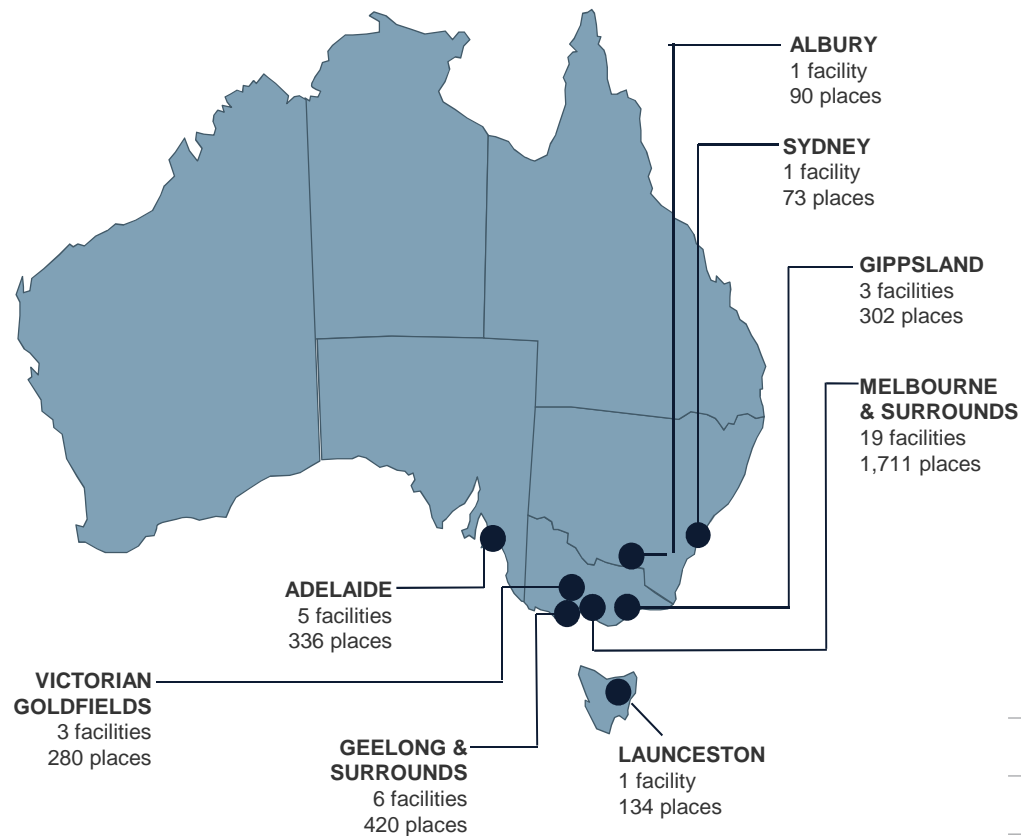 ALBURY
1 facility
90 places
SYDNEY
1 facility
73 places
GIPPSLAND
3 facilities
302 places
MELBOURNE
& SURROUNDS
19 facilities
1,711 places
ADELAIDE
5 facilities
336 places
VICTORIAN
GOLDFIELDS
3 facilities
280 places
GEELONG &
SURROUNDS
6 facilities
420 places
LAUNCESTON
1 facility
134 places